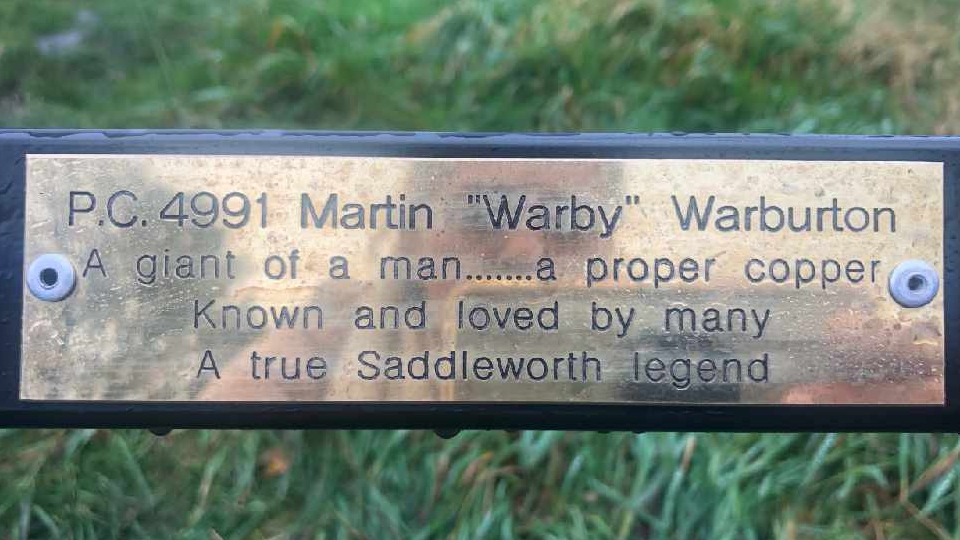 P.C. 4991 Martin "Warby" Warburton
A giant of a man.......a proper copper
Known and loved by many
A true Saddleworth legend